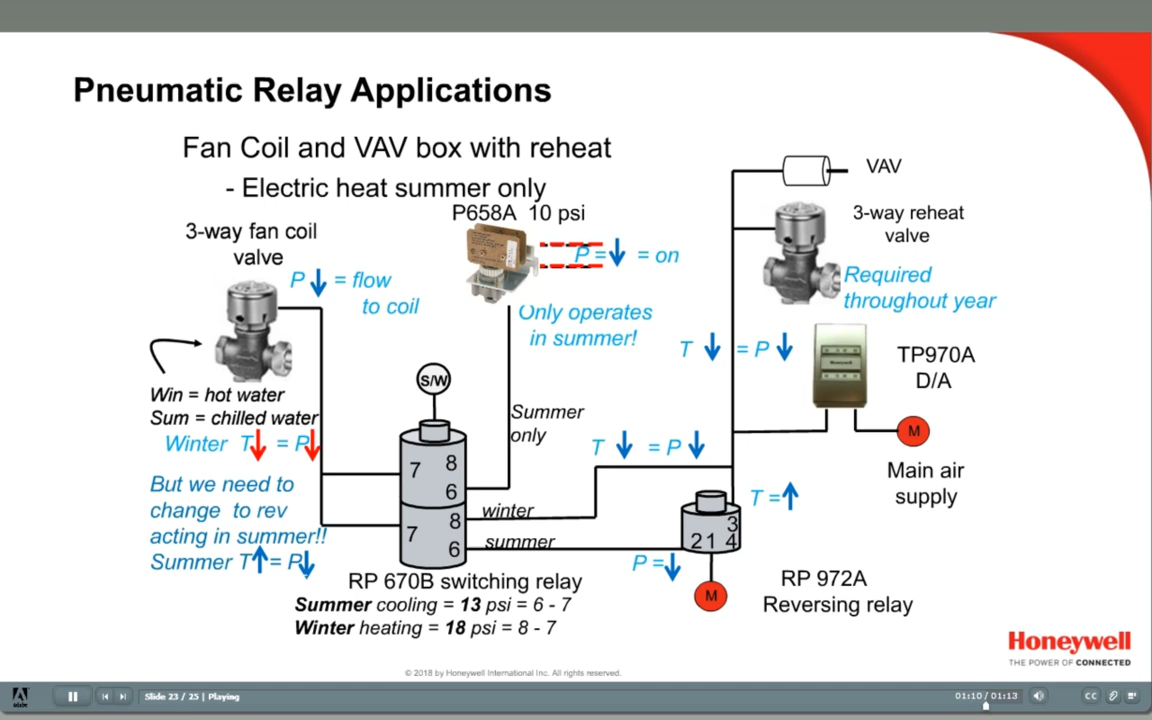 Pneumatic Relay Applications
Fan Coil and VAV box with reheat
- Electric heat summer only
P658A 10 psi
3-way fan coil
valve
P = flow
to coil
P = = on
Only operates
in summer!
VAV
3-way reheat
valve
Required
throughout year
T = P
TP970A
D/A
M
Main air
supply
Win = hot water
Sum = chilled water
Winter T = P
But we need to
change to rev
acting in summer!!
Summer T = P
S/W
Summer
only
T = P
7 8
6
8
7
6
winter
summer
T =
3
2 1 4
P =
M
RP 670B switching relay
Summer cooling = 13 psi = 6 - 7
Winter heating = 18 psi = 8 - 7
RP 972A
Reversing relay
Honeywell
THE POWER OF CONNECTED
© 2018 by Honeywell International Inc. All rights reserved.
Slide 23 / 25 | Playing
01:10 / 01:13
CC